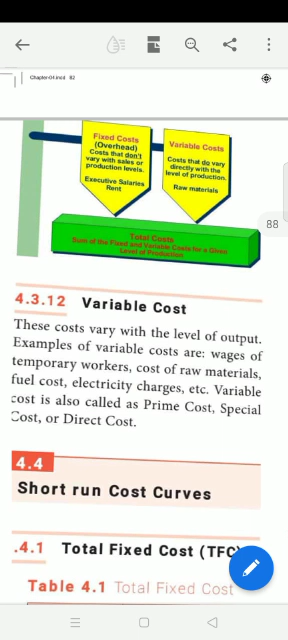 Chapter-04.indd 82
Fixed Costs
(Overhead)
Costs that don't
vary with sales or
production levels.
Executive Salaries
Rent
Variable Costs
Costs that do vary
directly with the
level of production.
Raw materials
88
Total Costs
Sum of the Fixed and Variable Costs for a Given
Level of Production
4.3.12 Variable Cost
These costs vary with the level of output.
Examples of variable costs are: wages of
temporary workers, cost of raw materials,
fuel cost, electricity charges, etc. Variable
cost is also called as Prime Cost, Special
Cost, or Direct Cost.
4.4
Short run Cost Curves
.4.1 Total Fixed Cost (TFC)
Table 4.1 Total Fixed Cost